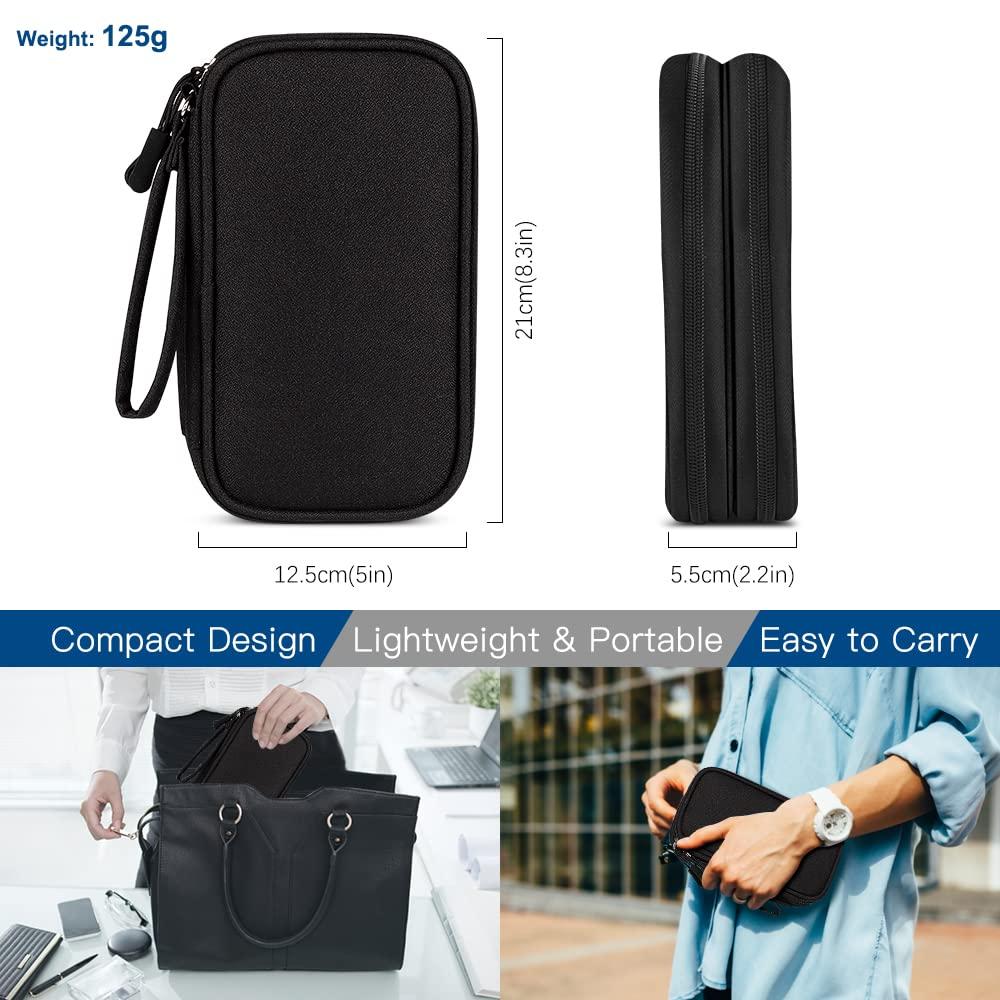 Weight: 125g
21cm(8.3in)
12.5cm(5in)
5.5cm(2.2in)
Compact Design
Lightweight & Portable
Easy to Carry